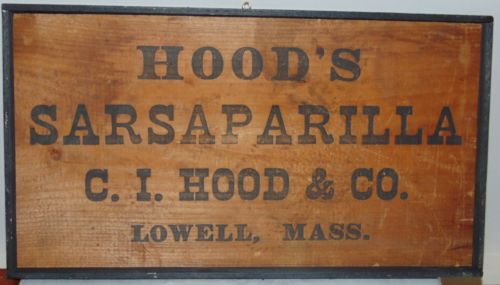 HOOD'S
SARSAPARILLA
C. I. HOOD & CO.
LOWELL, MASS.